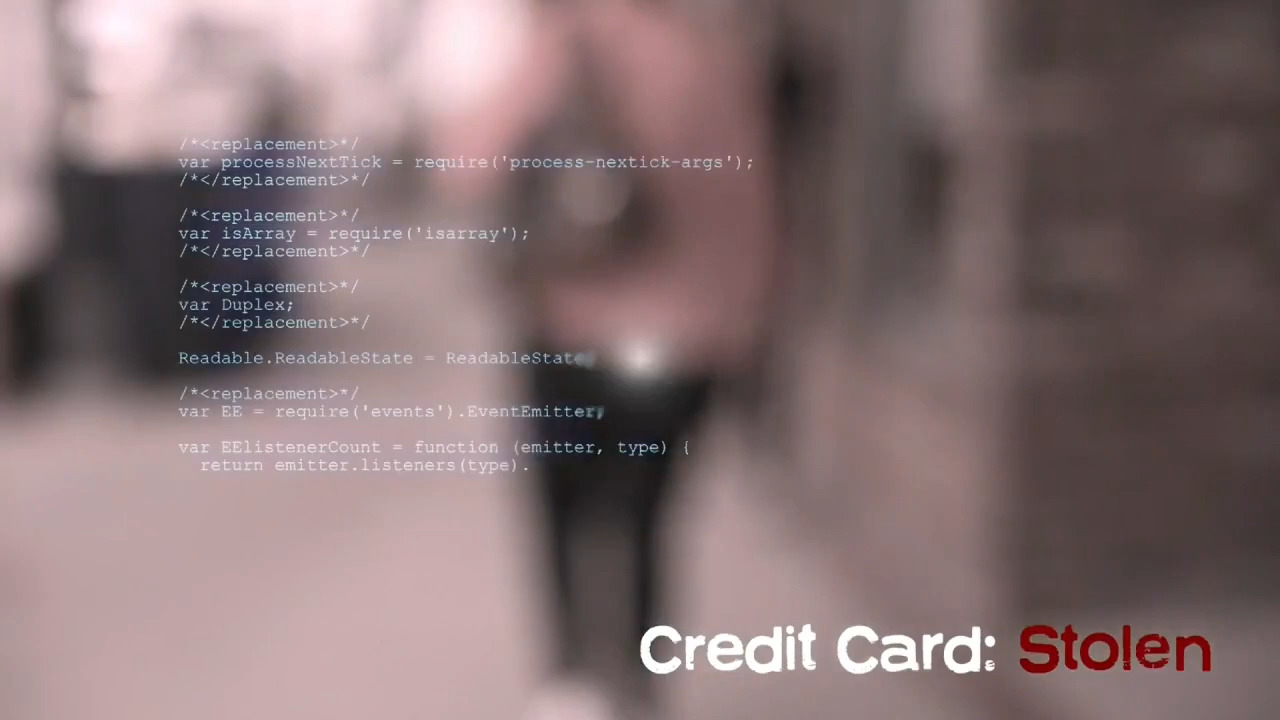 /*<replacement>*/
var processNextTick = require('process-nextick-args');
/*</replacement>*/
/*<replacement>*/
var isArray = require('isarray');
/*</replacement>*/
/*<replacement>*/
var Duplex;
/*</replacement>*/
Readable.ReadableState = ReadableState;
/*<replacement>*/
var EE = require('events').EventEmitter;
var EElistenerCount = function (emitter, type) {
  return emitter.listeners(type).
Credit Card: Stolen